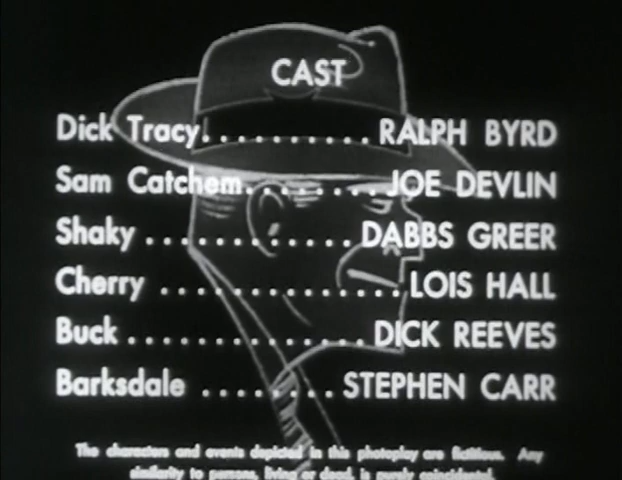 CAST
Dick Tracy.......... RALPH BYRD
Sam Catchem........ JOE DEVLIN
Shaky ............ DABBS GREER
Cherry .............. LOIS HALL
Buck .............. DICK REEVES
Barksdale ........ STEPHEN CARR
The characters and events depicted in this photoplay are fictitious. Any
similarity to persons, living or dead, is purely coincidental.